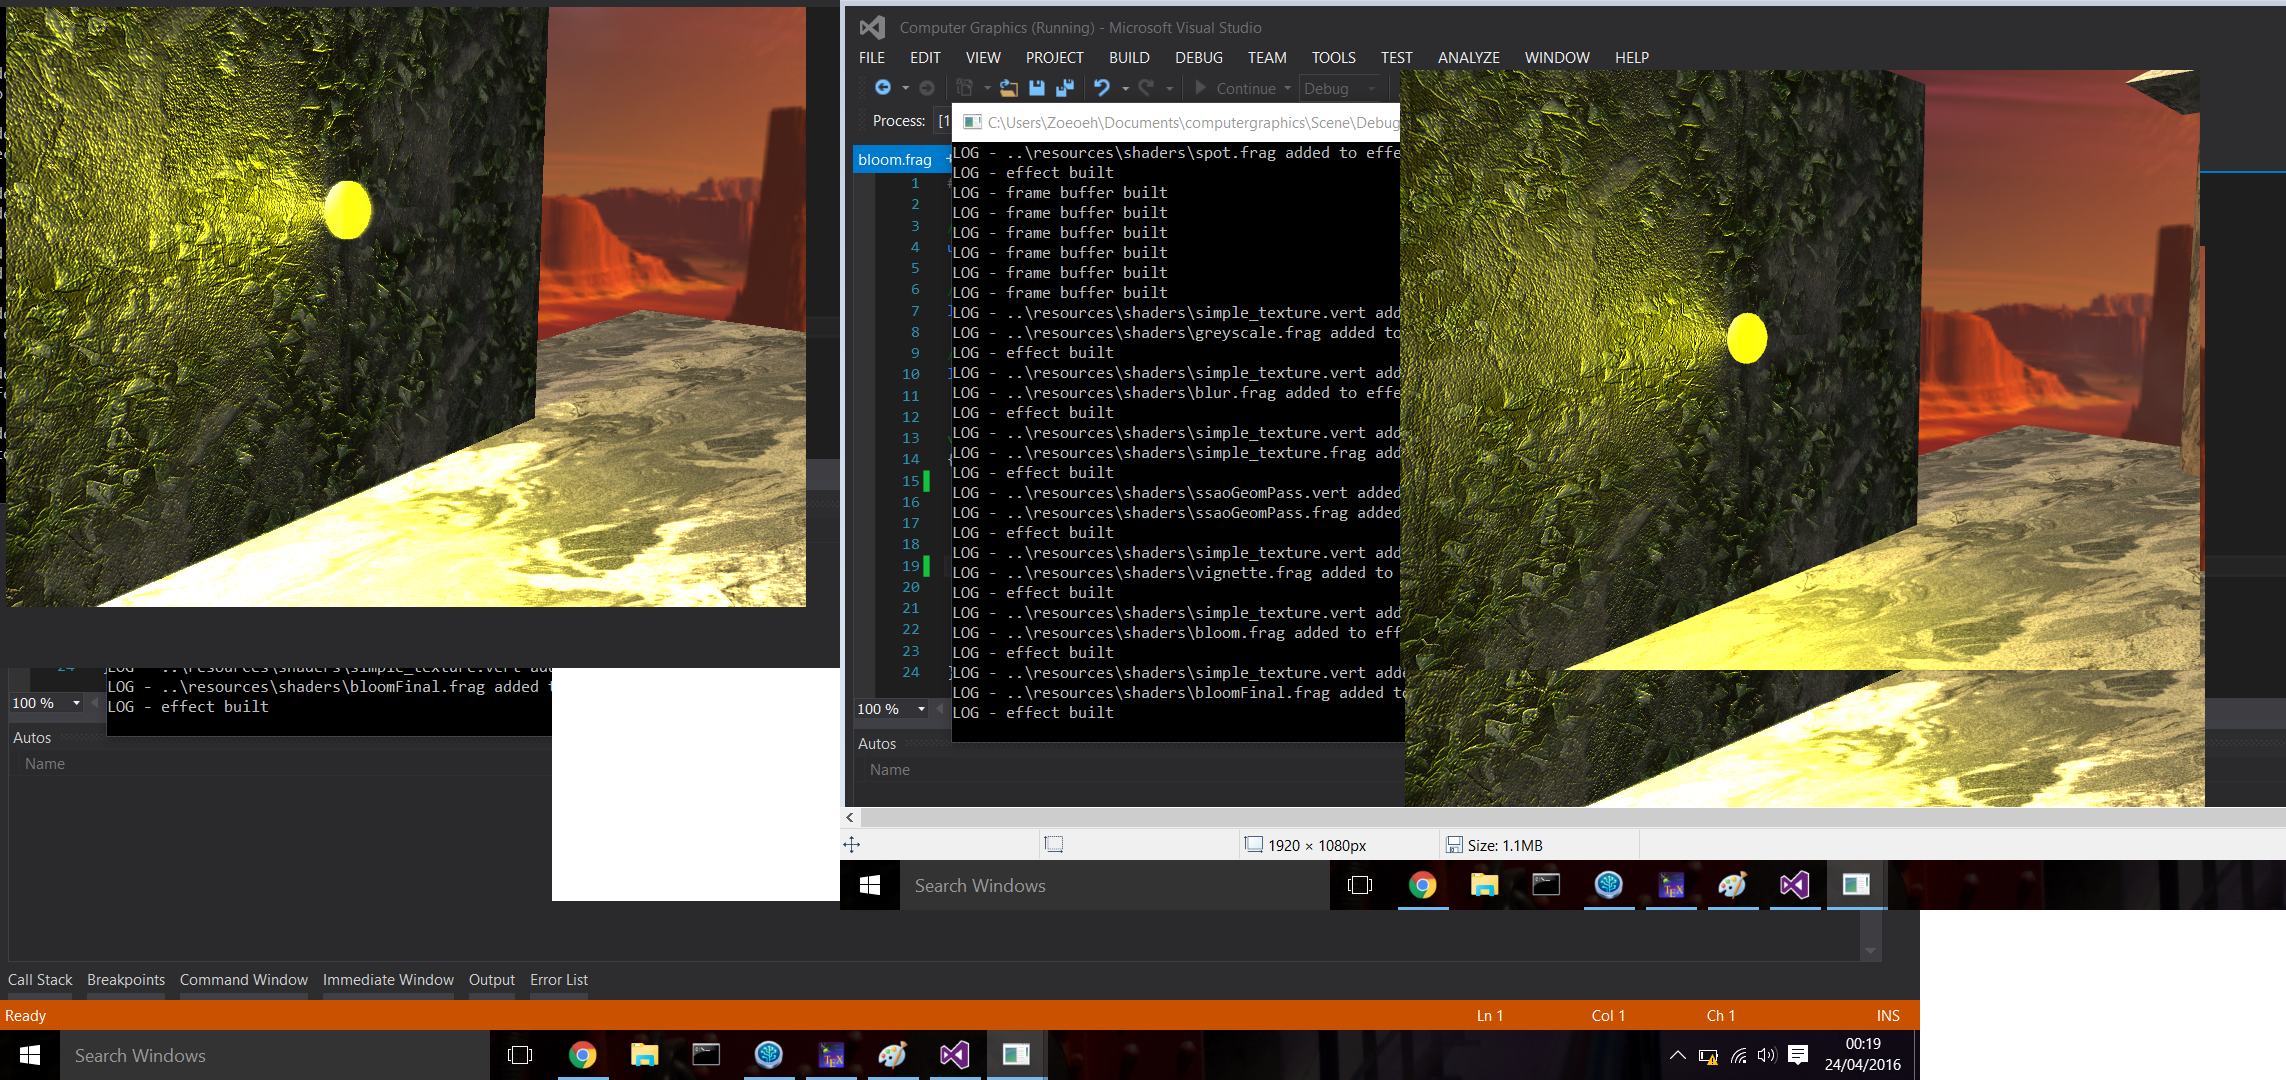 Computer Graphics (Running) - Microsoft Visual Studio
FILE EDIT VIEW PROJECT BUILD DEBUG TEAM TOOLS TEST ANALYZE WINDOW HELP
Continue Debug
Process: [1
C:\Users\Zoeoeh\Documents\computergraphics\Scene\Debug
bloom.frag
1
2
3
4
5
6
7
8
9
10
11
12
13
14
15
16
17
18
19
20
21
22
23
24
LOG - ..\resources\shaders\spot.frag added to effe
LOG - effect built
LOG - frame buffer built
LOG - frame buffer built
LOG - frame buffer built
LOG - frame buffer built
LOG - frame buffer built
LOG - frame buffer built
LOG - ..\resources\shaders\simple_texture.vert add
LOG - ..\resources\shaders\greyscale.frag added to
LOG - effect built
LOG - ..\resources\shaders\simple_texture.vert add
LOG - ..\resources\shaders\blur.frag added to effe
LOG - effect built
LOG - ..\resources\shaders\simple_texture.vert add
LOG - ..\resources\shaders\simple_texture.frag add
LOG - effect built
LOG - ..\resources\shaders\ssaoGeomPass.vert added
LOG - ..\resources\shaders\ssaoGeomPass.frag added
LOG - effect built
LOG - ..\resources\shaders\simple_texture.vert add
LOG - ..\resources\shaders\vignette.frag added to
LOG - effect built
LOG - ..\resources\shaders\simple_texture.vert add
LOG - ..\resources\shaders\bloom.frag added to eff
LOG - effect built
LOG - ..\resources\shaders\simple_texture.vert adde
LOG - ..\resources\shaders\bloomFinal.frag added to
LOG - effect built
100 %
Autos
Name
1920 × 1080px Size: 1.1MB
Search Windows
24 LOG - ..\resources\shaders\simple_texture.vert add
LOG - ..\resources\shaders\bloomFinal.frag added t
LOG - effect built
100 %
Autos
Name
Call Stack Breakpoints Command Window Immediate Window Output Error List
Ready Ln 1 Col 1 Ch 1 INS
Search Windows
00:19
24/04/2016